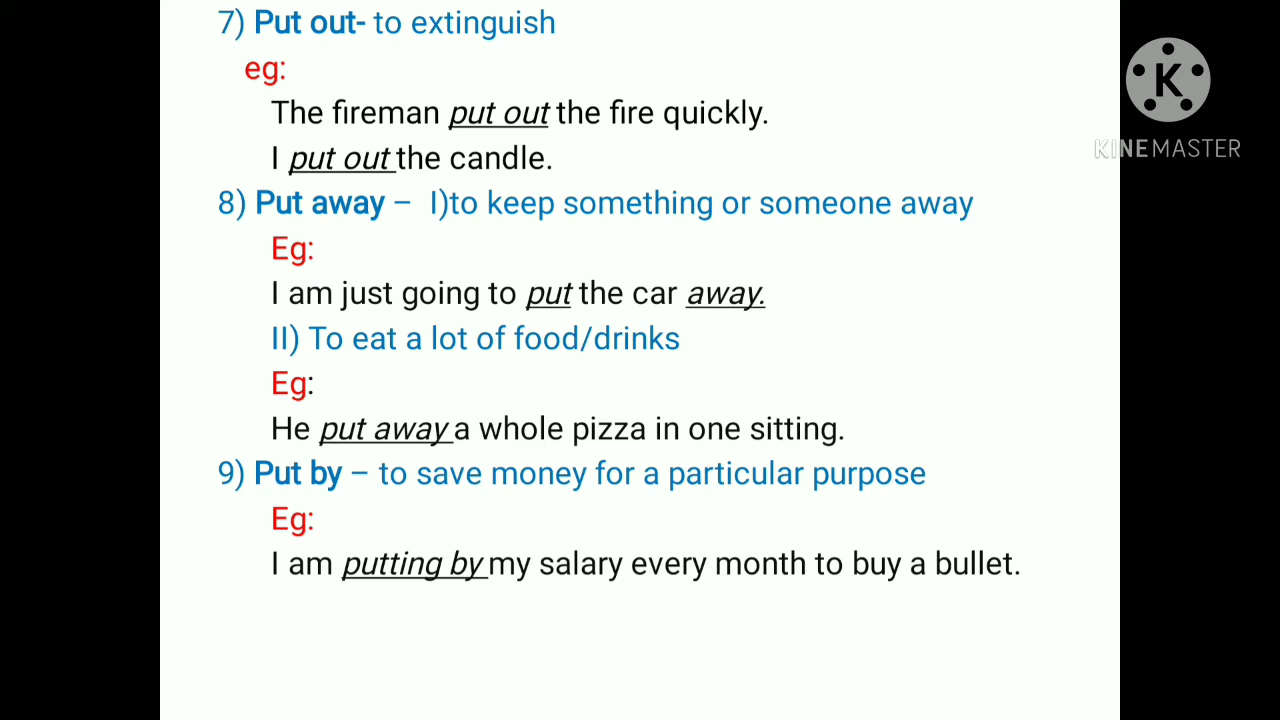 7) Put out- to extinguish
eg:
The fireman put out the fire quickly.
I put out the candle.
8) Put away – I)to keep something or someone away
Eg:
I am just going to put the car away.
II) To eat a lot of food/drinks
Eg:
He put away a whole pizza in one sitting.
9) Put by – to save money for a particular purpose
Eg:
I am putting by my salary every month to buy a bullet.
K
KINEMASTER